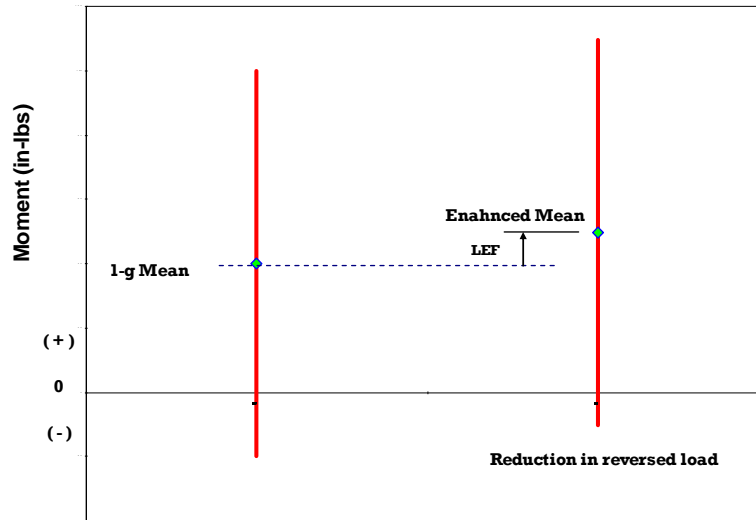 Moment (in-lbs)
Enahnced Mean
LEF
1-g Mean
(+)
0
(-)
Reduction in reversed load